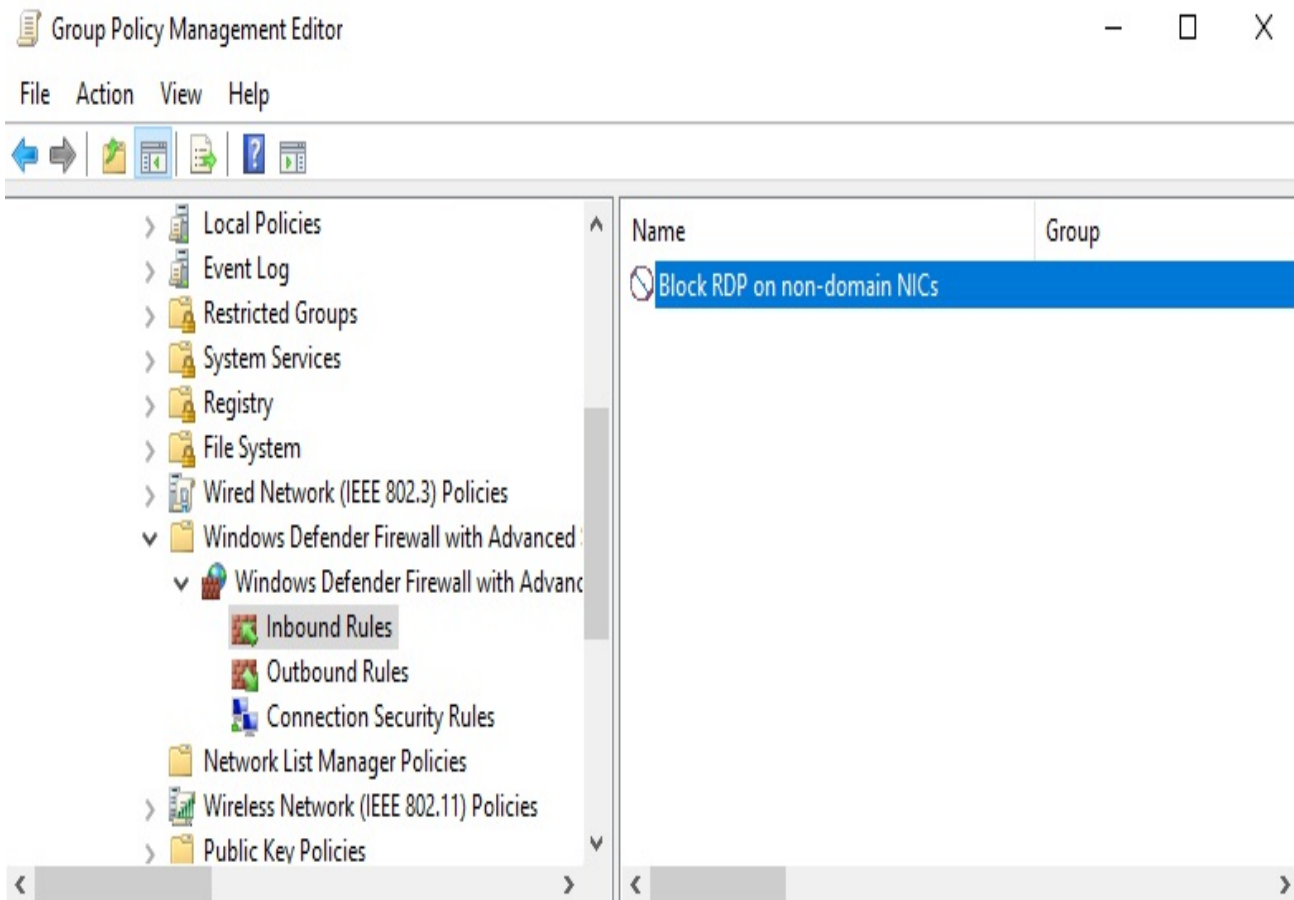 Group Policy Management Editor
File Action View Help
Local Policies
Event Log
Restricted Groups
System Services
Registry
File System
Wired Network (IEEE 802.3) Policies
Windows Defender Firewall with Advanced
Windows Defender Firewall with Advanc
Inbound Rules
Outbound Rules
Connection Security Rules
Network List Manager Policies
Wireless Network (IEEE 802.11) Policies
Public Key Policies
Name Group
Block RDP on non-domain NICs